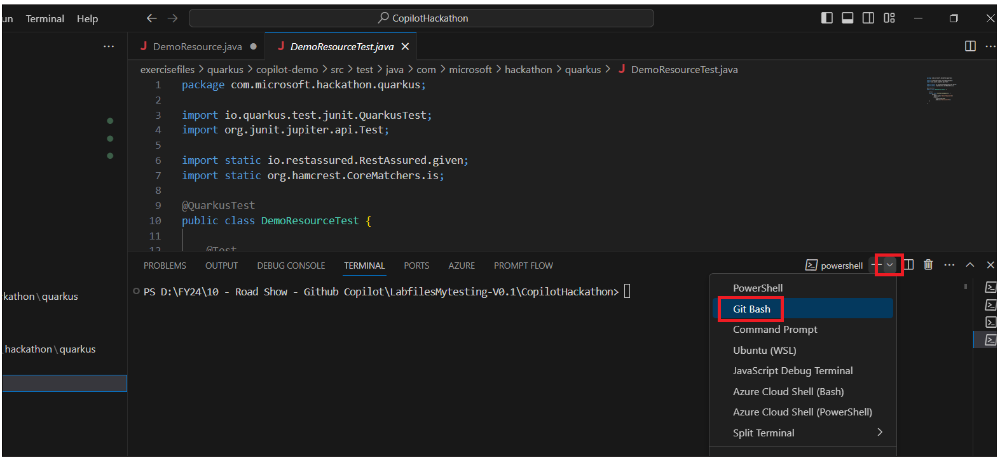 un Terminal Help CopilotHackathon
DemoResource.java DemoResourceTest.java
exercisefiles > quarkus > copilot-demo > src > test > java > com > microsoft > hackathon > quarkus > DemoResourceTest.java
1 package com.microsoft.hackathon.quarkus;
2
3 import io.quarkus.test.junit.QuarkusTest;
4 import org.junit.jupiter.api.Test;
5
6 import static io.restassured.RestAssured.given;
7 import static org.hamcrest.CoreMatchers.is;
8
9 @QuarkusTest
10 public class DemoResourceTest {
11
12 @Test
PROBLEMS OUTPUT DEBUG CONSOLE TERMINAL PORTS AZURE PROMPT FLOW powershell
PS D:\FY24\10 - Road Show - Github Copilot\LabfilesMytesting-V0.1\CopilotHackathon>
kathon\quarkus
hackathon\quarkus
PowerShell
Git Bash
Command Prompt
Ubuntu (WSL)
JavaScript Debug Terminal
Azure Cloud Shell (Bash)
Azure Cloud Shell (PowerShell)
Split Terminal